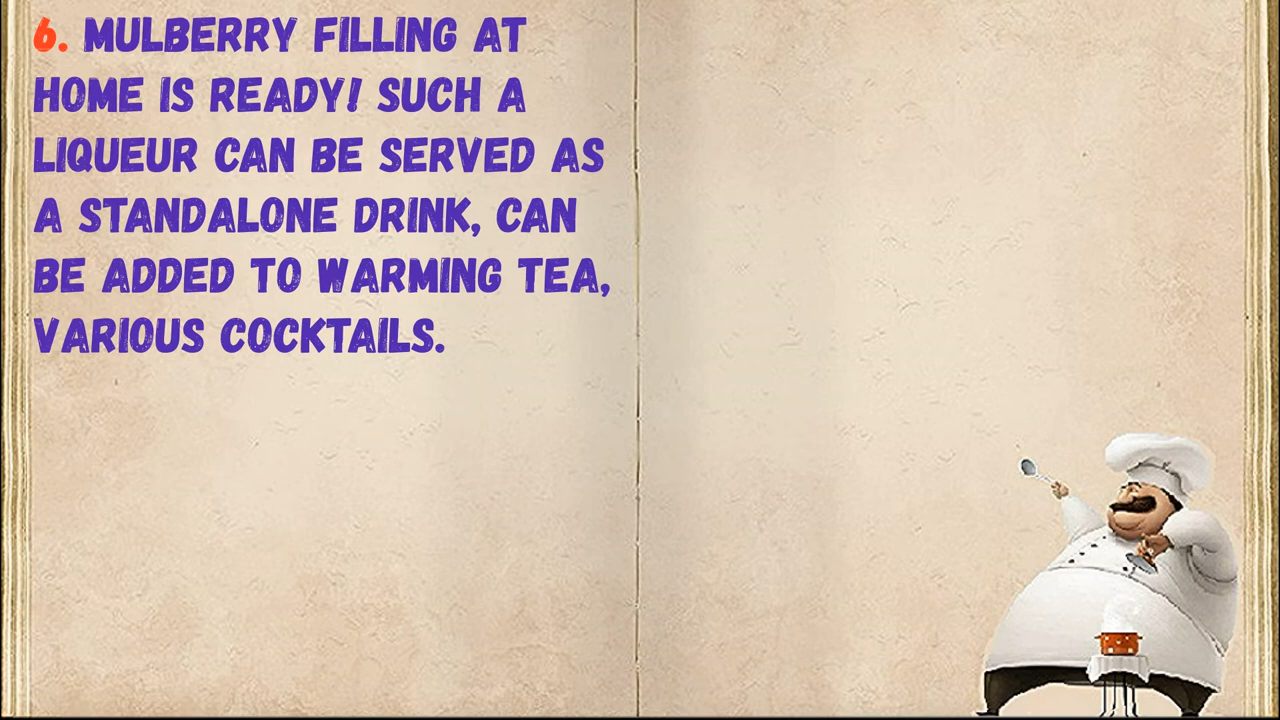 6. MULBERRY FILLING AT
HOME IS READY! SUCH A
LIQUEUR CAN BE SERVED AS
A STANDALONE DRINK, CAN
BE ADDED TO WARMING TEA,
VARIOUS COCKTAILS.